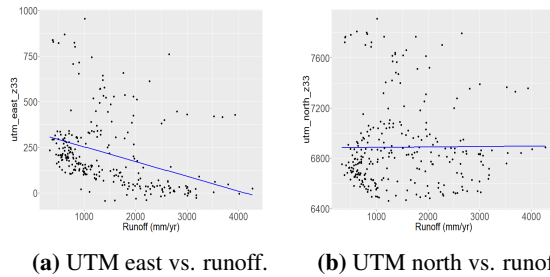 1000
750
500
250
0
utm_east_z33
1000
2000
3000
4000
Runoff (mm/yr)
7600
7200
6800
6400
utm_north_z33
1000
2000
3000
4000
Runoff (mm/yr)
(a) UTM east vs. runoff.
(b) UTM north vs. runof